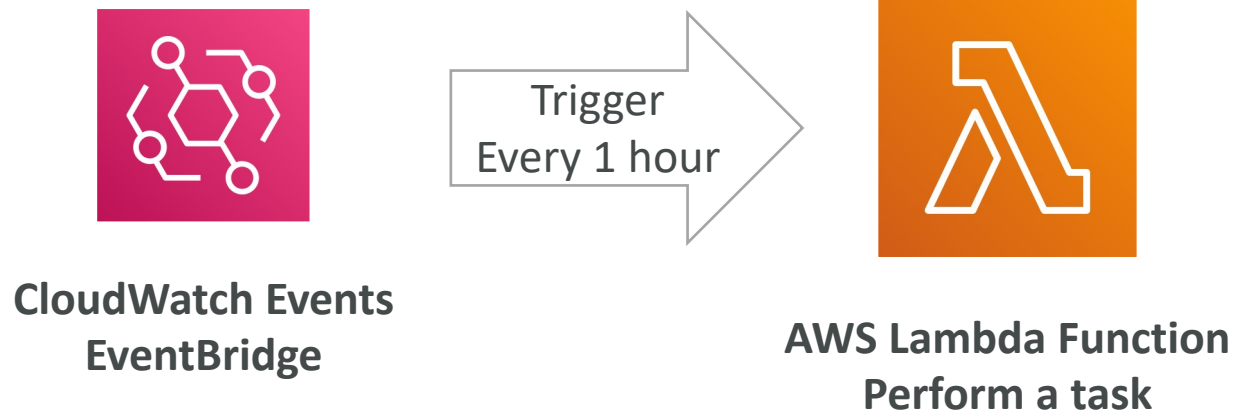 Trigger
Every 1 hour
CloudWatch Events
EventBridge
AWS Lambda Function
Perform a task